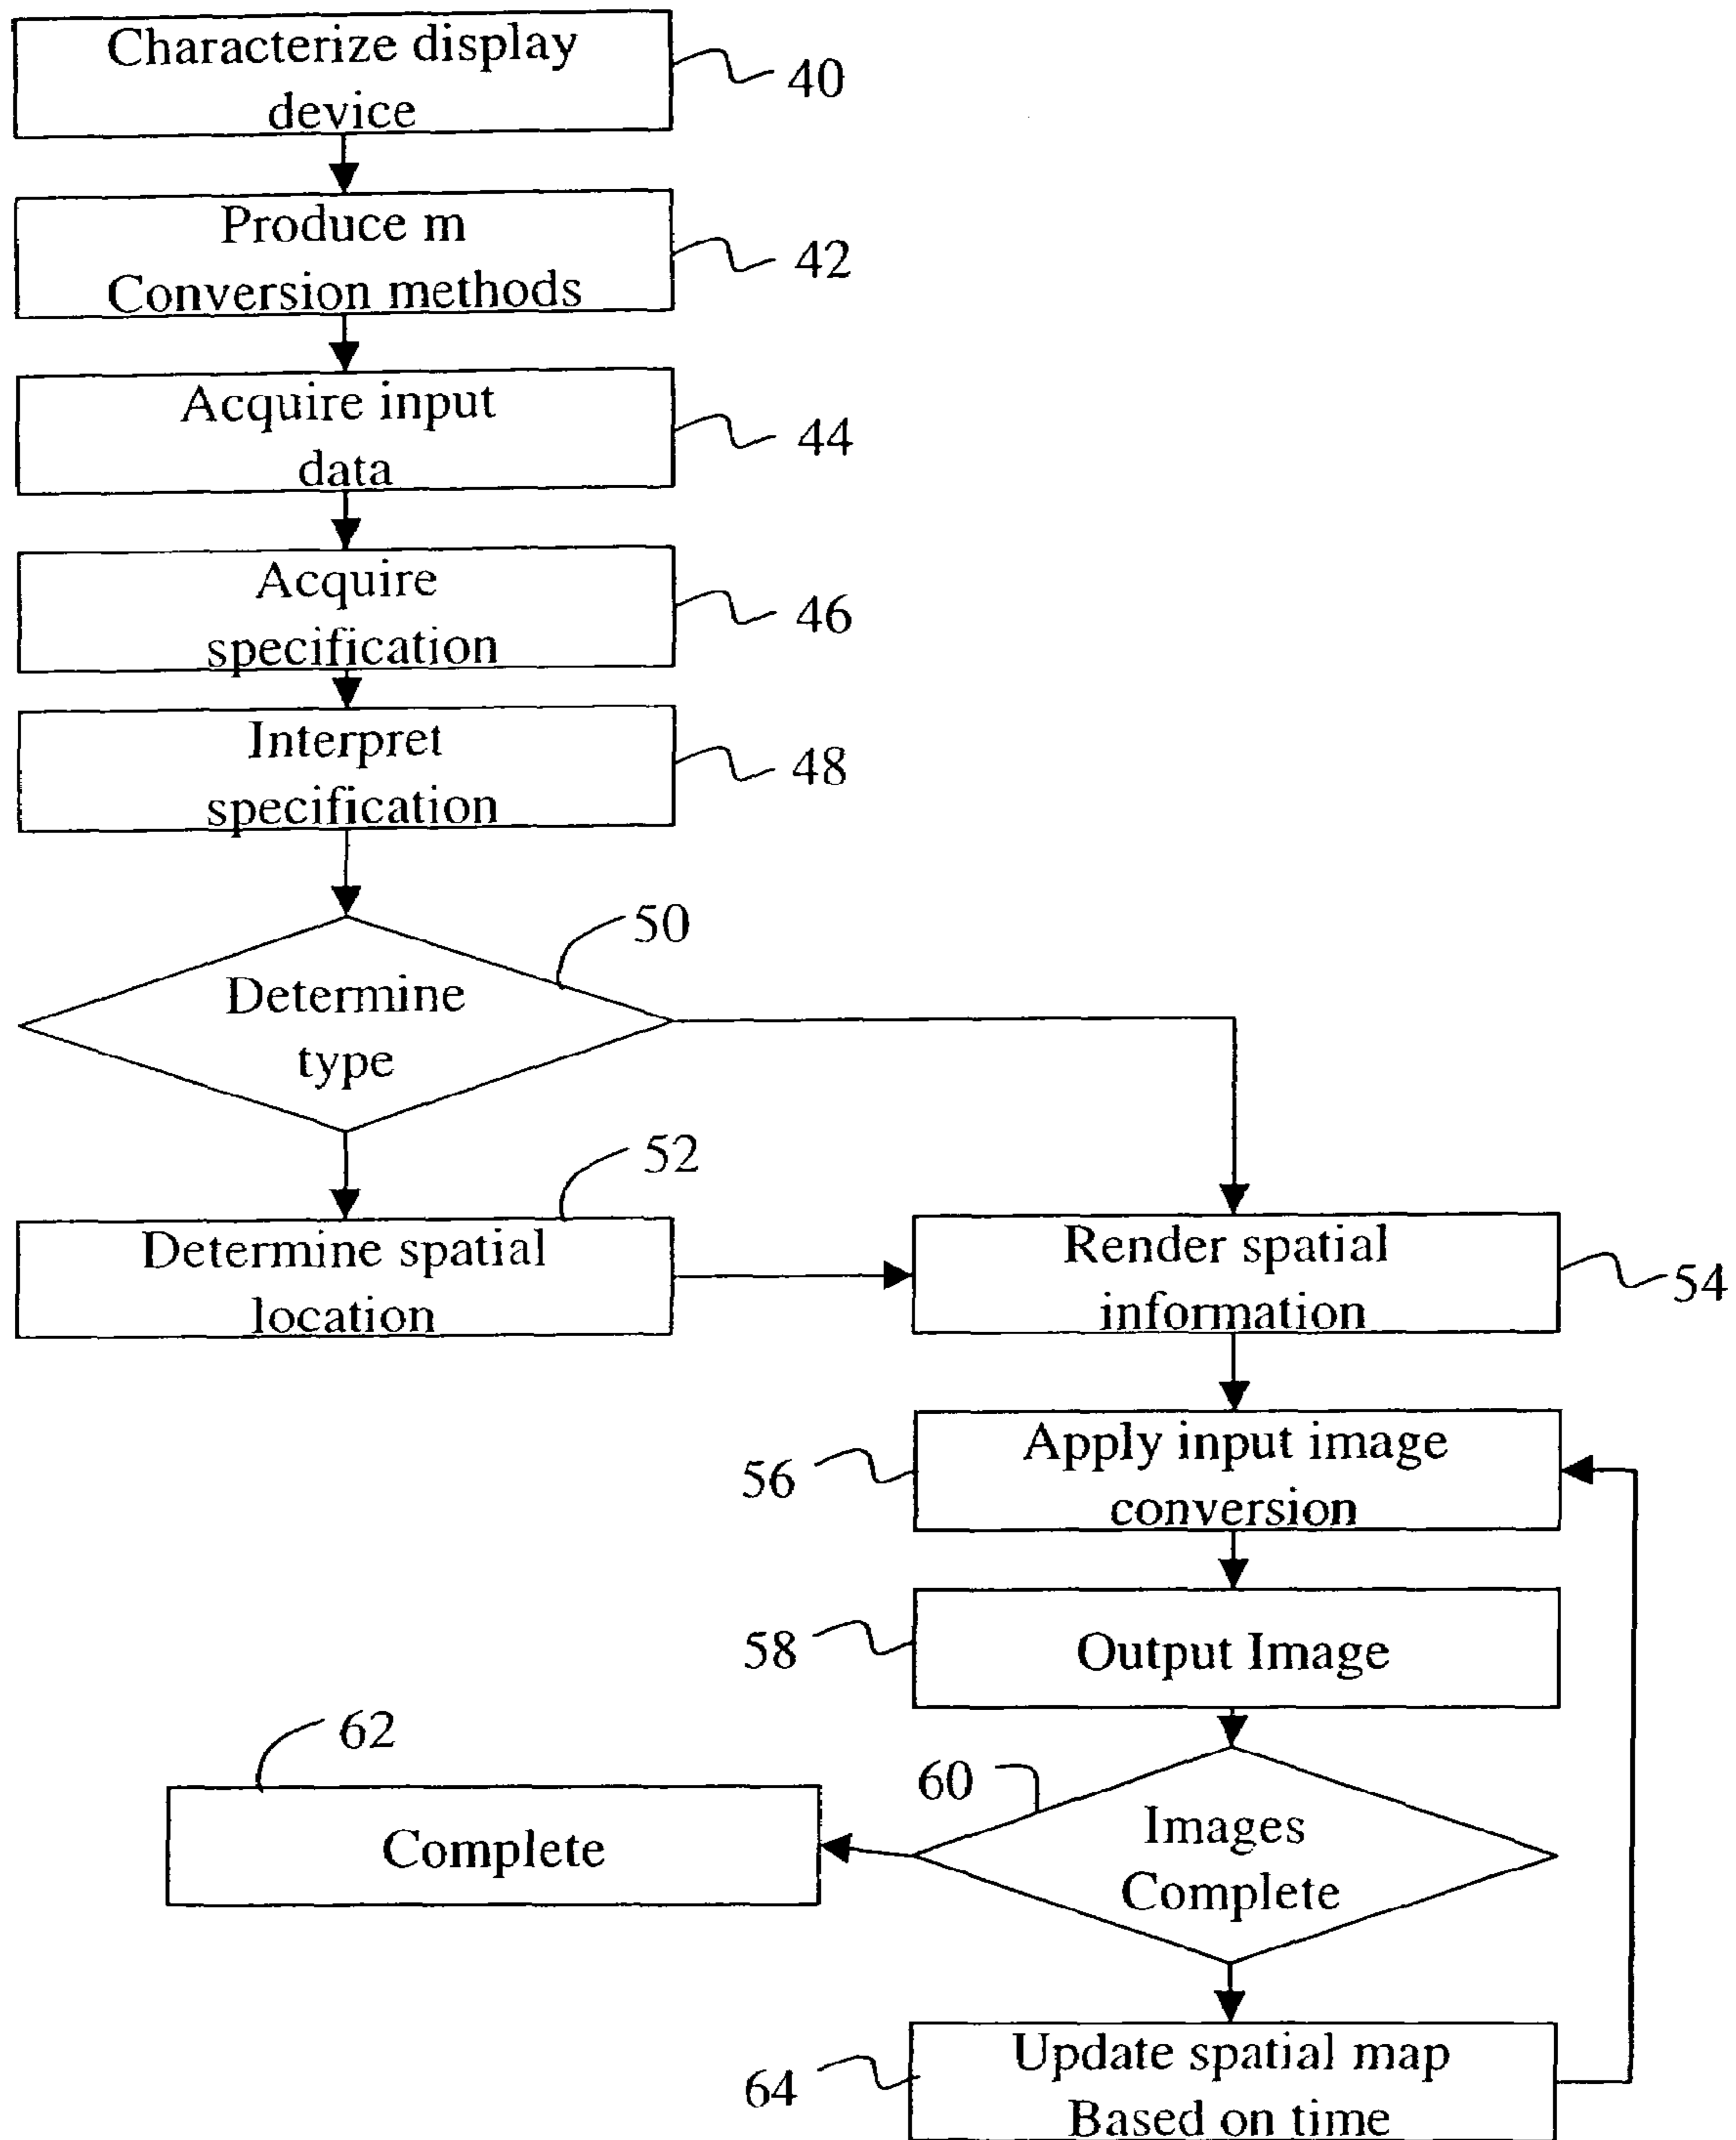 Characterize display
device
40
Produce m
Conversion methods
42
Acquire input
data
44
Acquire
specification
46
Interpret
specification
48
50
Determine
type
52
Determine spatial
location
Render spatial
information
54
56
Apply input image
conversion
58
Output Image
62
Complete
60
Images
Complete
64
Update spatial map
Based on time